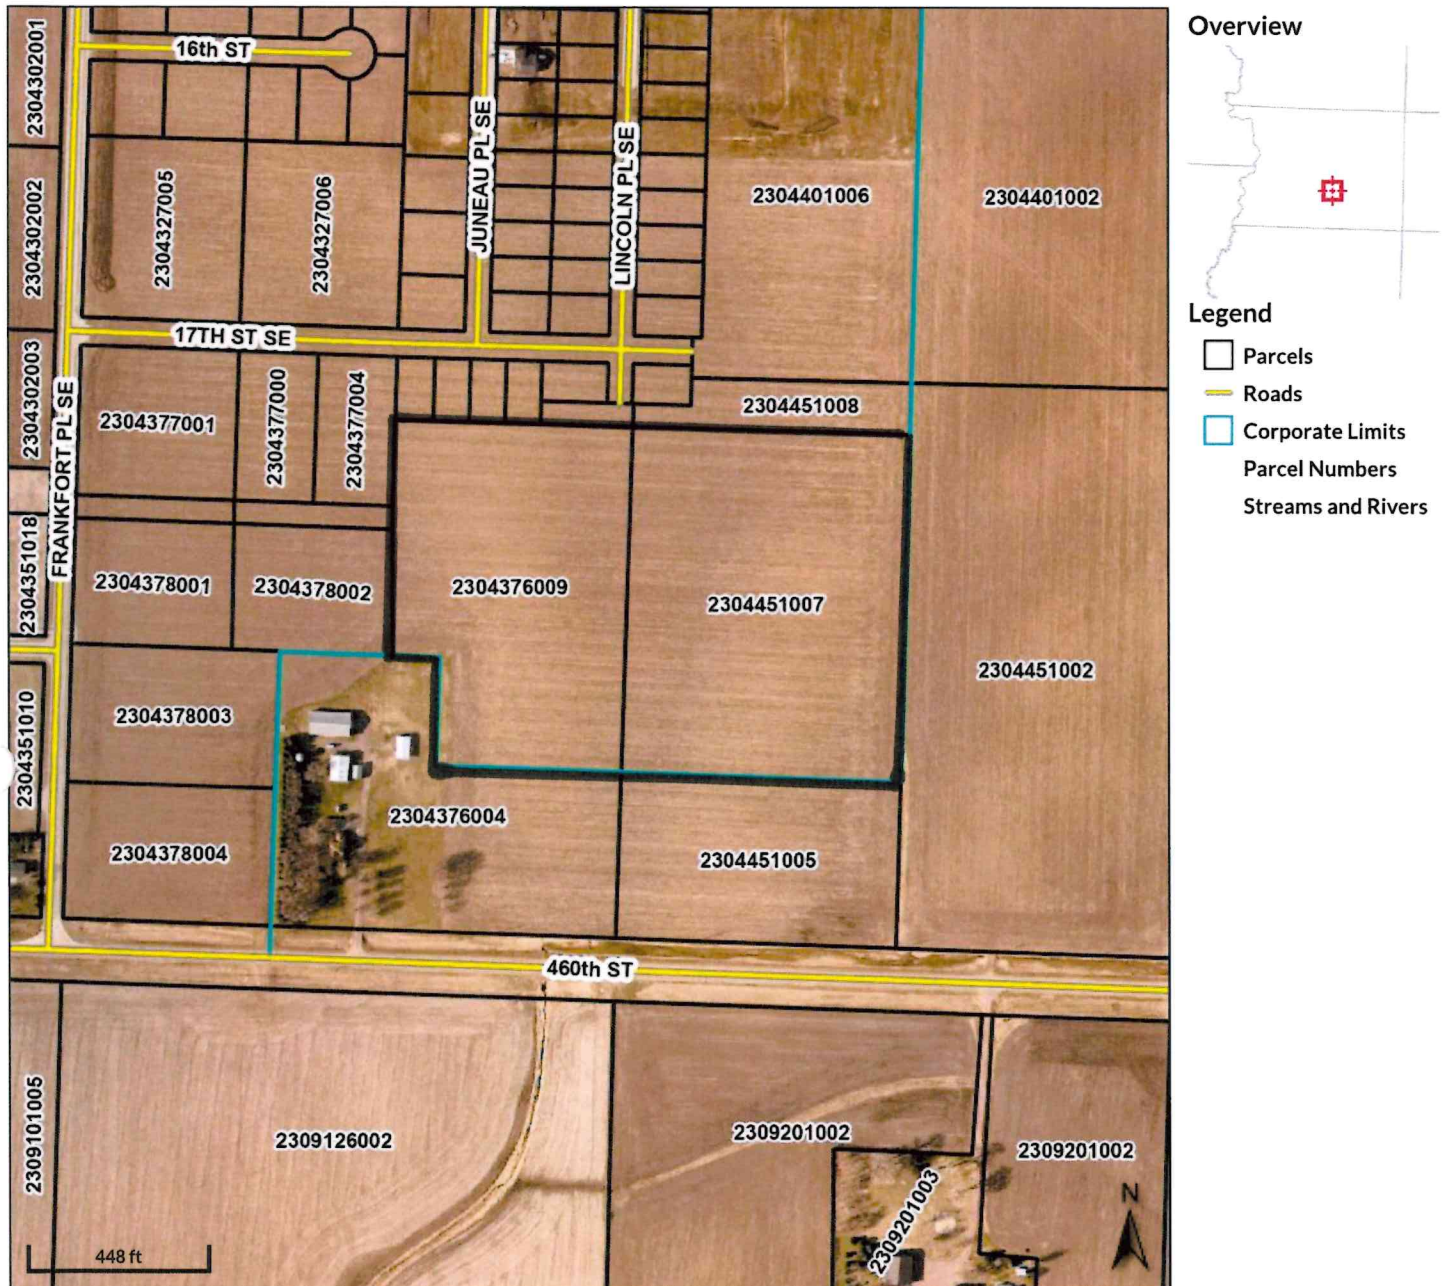 Overview
Legend
Parcels
Roads
Corporate Limits
Parcel Numbers
Streams and Rivers
16th ST
2304302001
2304302002
2304302003
2304327005
2304327006
JUNEAU PL SE
LINCOLN PL SE
2304401006
2304401002
17TH ST SE
FRANKFORT PL SE
2304377001
2304377000
2304377004
2304451008
2304351018
2304378001
2304378002
2304376009
2304451007
2304451002
2304351010
2304378003
2304378004
2304376004
2304451005
460th ST
2309101005
2309126002
2309201002
2309201002
2309201003
N
448 ft